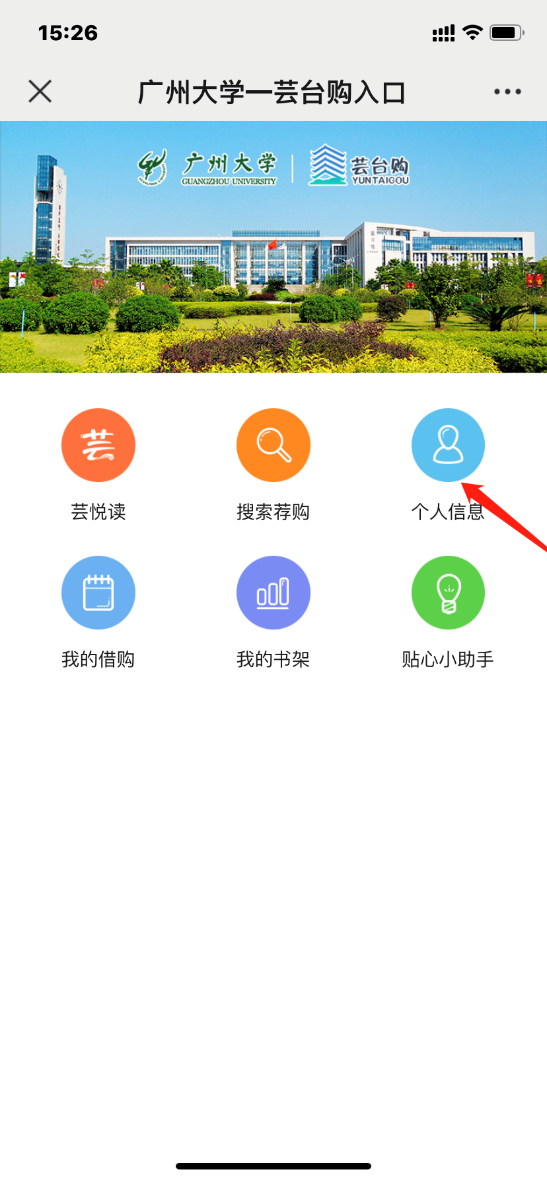 15:26
广州大学一芸台购入口
广州大学
GUANGZHOU UNIVERSITY
芸台购
YUNTAIGOU
芸
芸悦读
搜索荐购
个人信息
我的借购
我的书架
贴心小助手